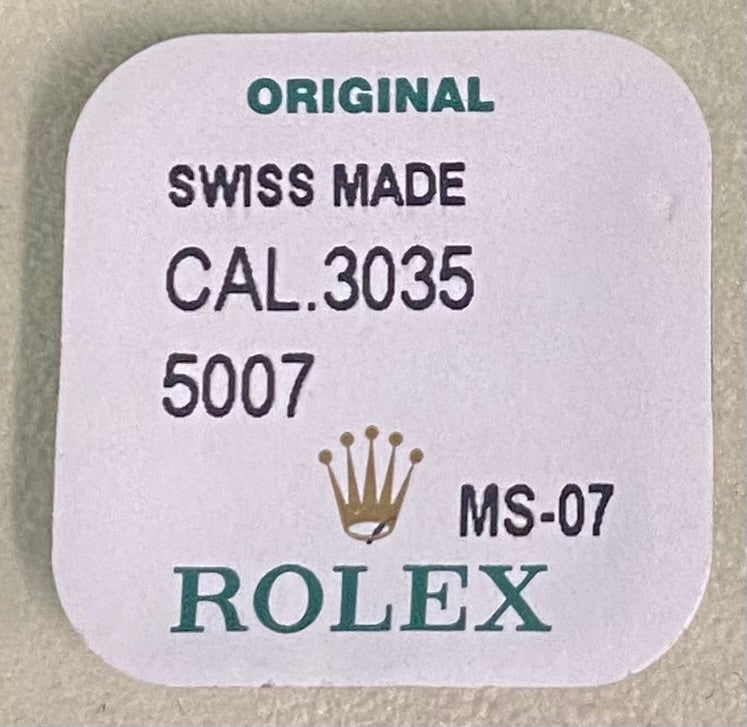 ORIGINAL
SWISS MADE
CAL.3035
5007
MS-07
ROLEX